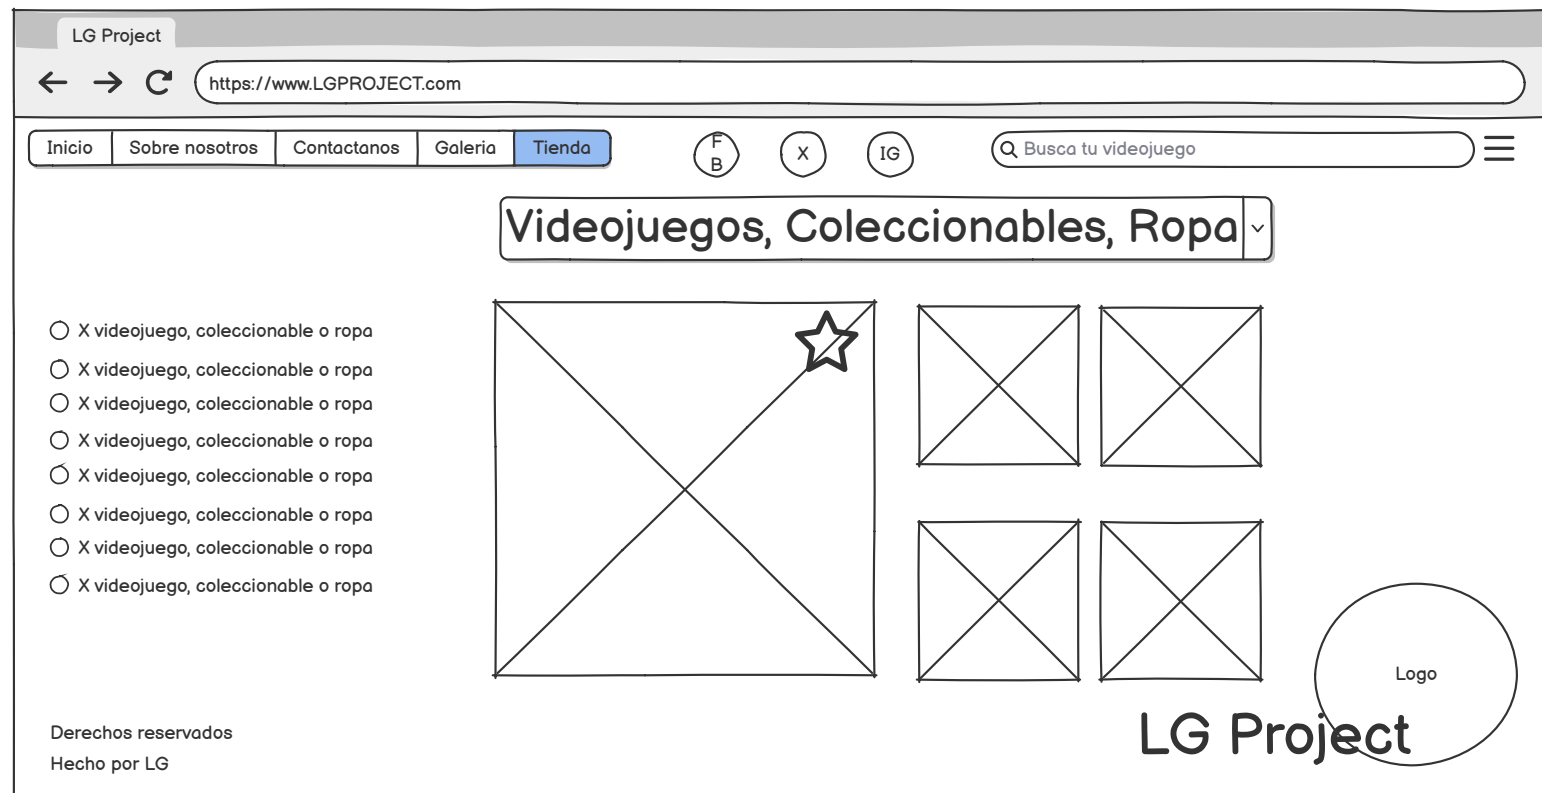 LG Project
https://www.LGPROJECT.com
Inicio Sobre nosotros Contactanos Galeria Tienda
F
B
X
IG
Busca tu videojuego
Videojuegos, Coleccionables, Ropa
X videojuego, coleccionable o ropa
X videojuego, coleccionable o ropa
X videojuego, coleccionable o ropa
X videojuego, coleccionable o ropa
X videojuego, coleccionable o ropa
X videojuego, coleccionable o ropa
X videojuego, coleccionable o ropa
X videojuego, coleccionable o ropa
Logo
LG Project
Derechos reservados
Hecho por LG